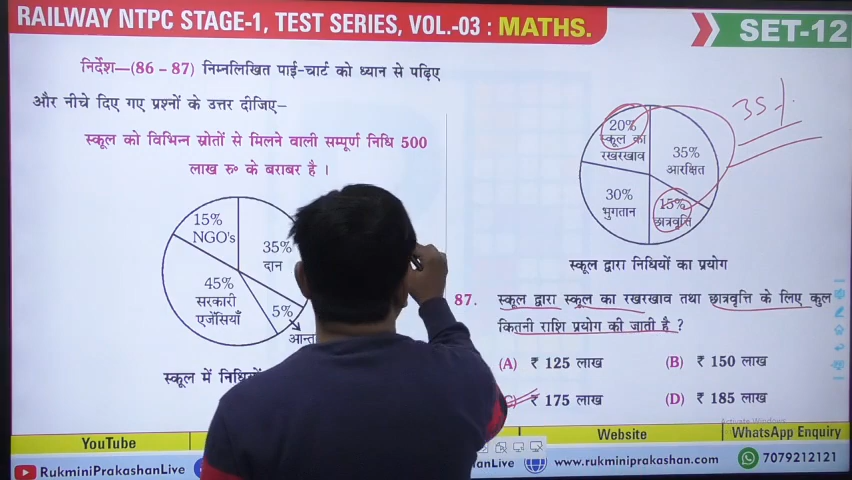 RAILWAY NTPC STAGE-1, TEST SERIES, VOL.-03 : MATHS.
SET-12
निर्देश—(86 – 87) निम्नलिखित पाई-चार्ट को ध्यान से पढ़िए
और नीचे दिए गए प्रश्नों के उत्तर दीजिए–
स्कूल को विभिन्न स्रोतों से मिलने वाली सम्पूर्ण निधि 500
लाख रु० के बराबर है ।
15%
NGO's
35%
दान
45%
सरकारी
एजेंसियाँ
5%
स्कूल में
20%
स्कूल का
रखरखाव
35%
आरक्षित
30%
भुगतान
15%
छात्रवृत्ति
35%
स्कूल द्वारा निधियों का प्रयोग
87. स्कूल द्वारा स्कूल का रखरखाव तथा छात्रवृत्ति के लिए कुल
कितनी राशि प्रयोग की जाती है ?
(A) ₹ 125 लाख (B) ₹ 150 लाख
₹ 175 लाख (D) ₹ 185 लाख
Activate Windows
YouTube
Website
WhatsApp Enquiry
RukminiPrakashanLive
anLive
www.rukminiprakashan.com
7079212121